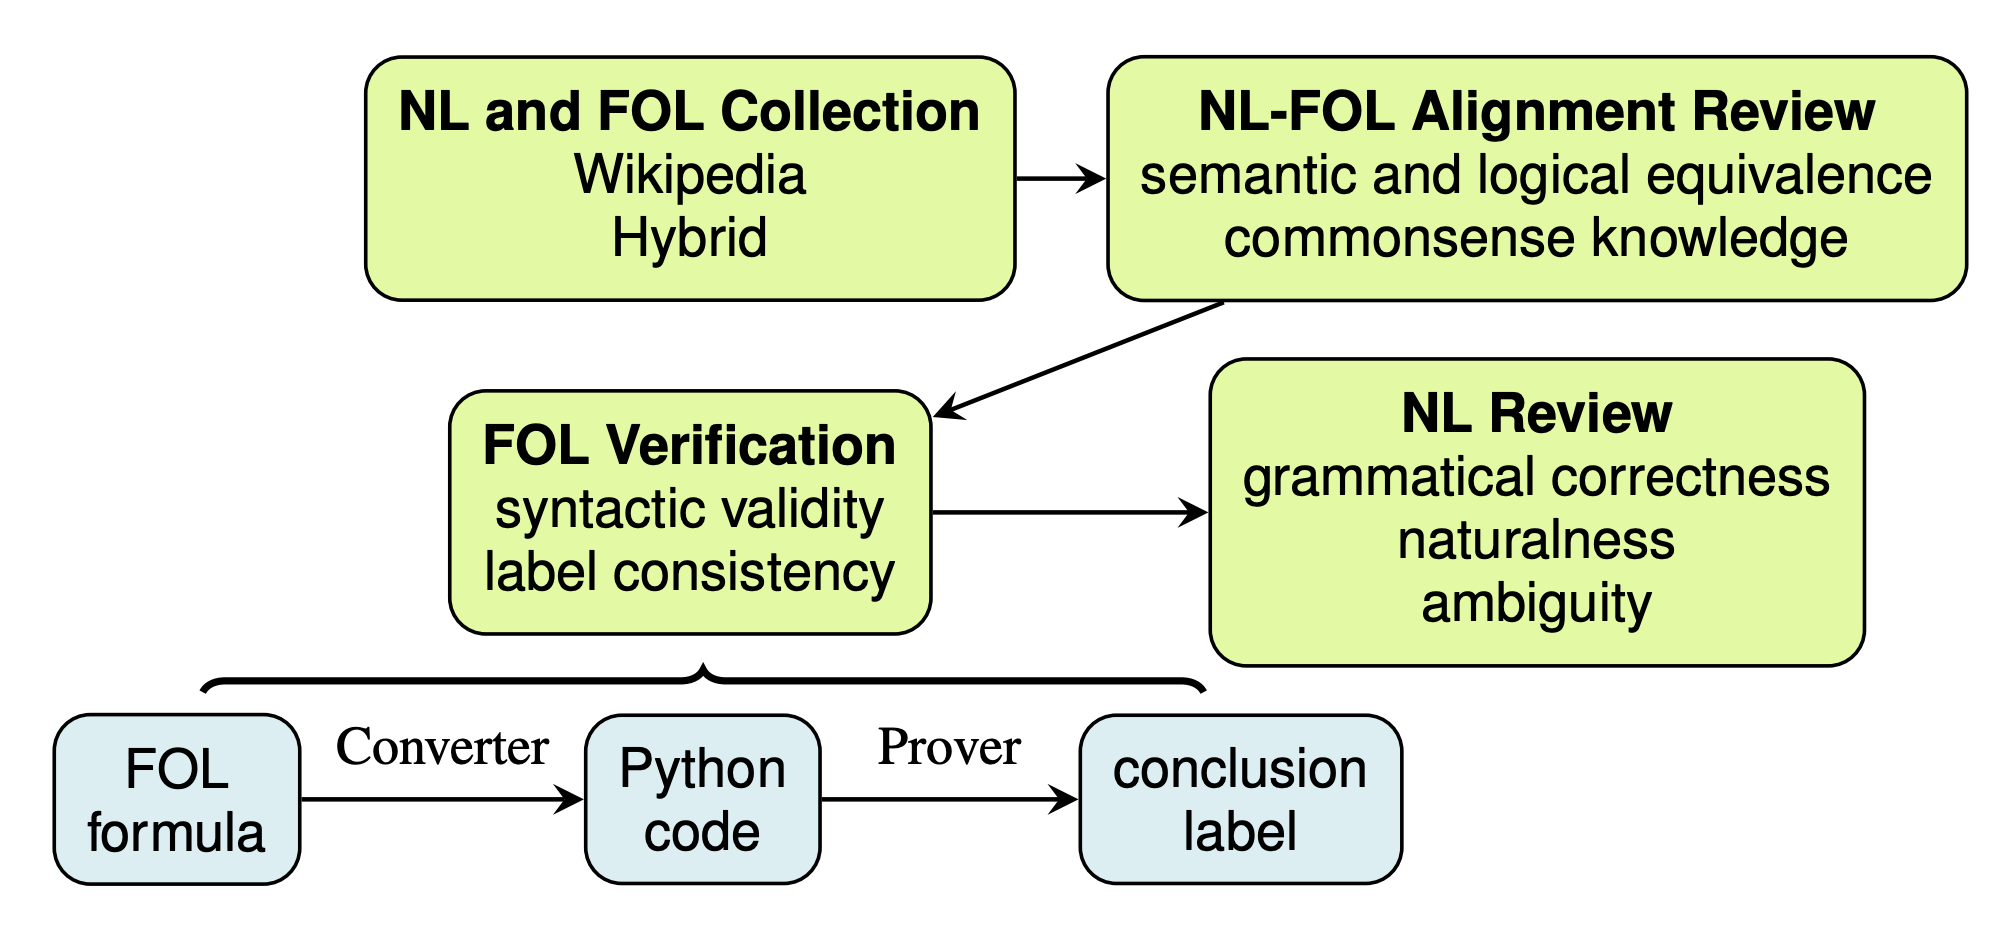 NL and FOL Collection
Wikipedia
Hybrid
NL-FOL Alignment Review
semantic and logical equivalence
commonsense knowledge
FOL Verification
syntactic validity
label consistency
NL Review
grammatical correctness
naturalness
ambiguity
FOL
formula
Converter
Python
code
Prover
conclusion
label